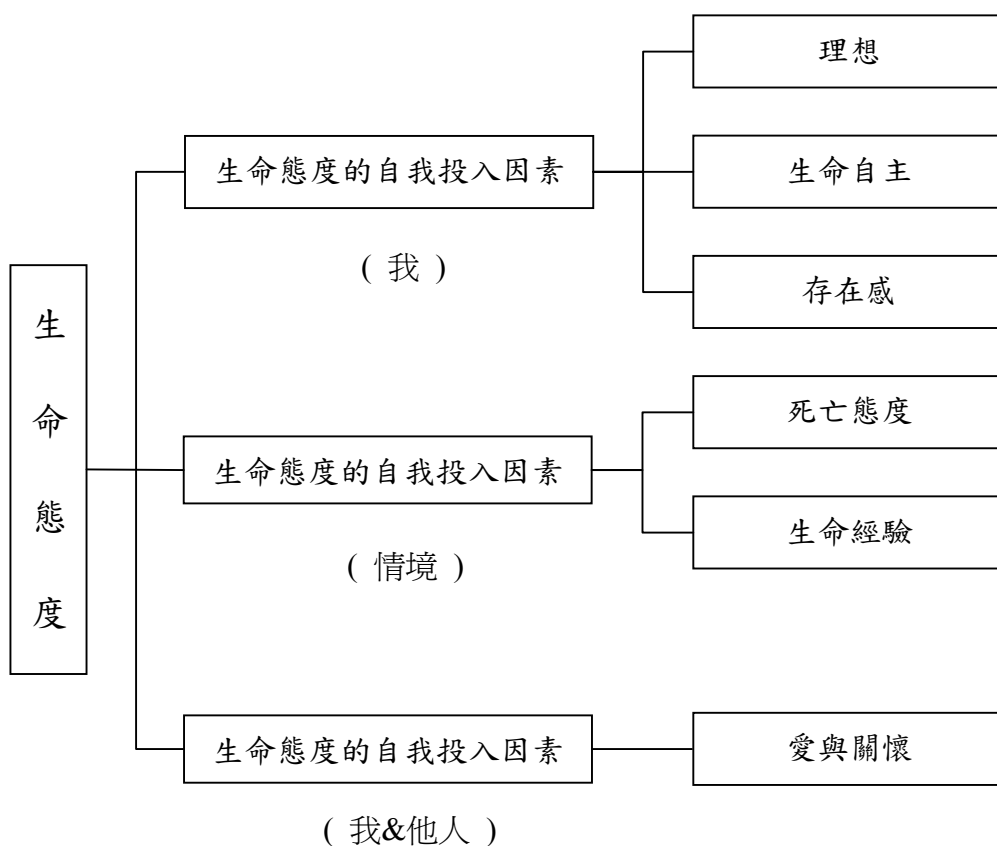 生命態度
生命態度的自我投入因素
( 我 )
理想
生命自主
存在感
生命態度的自我投入因素
( 情境 )
死亡態度
生命經驗
生命態度的自我投入因素
( 我&他人 )
愛與關懷